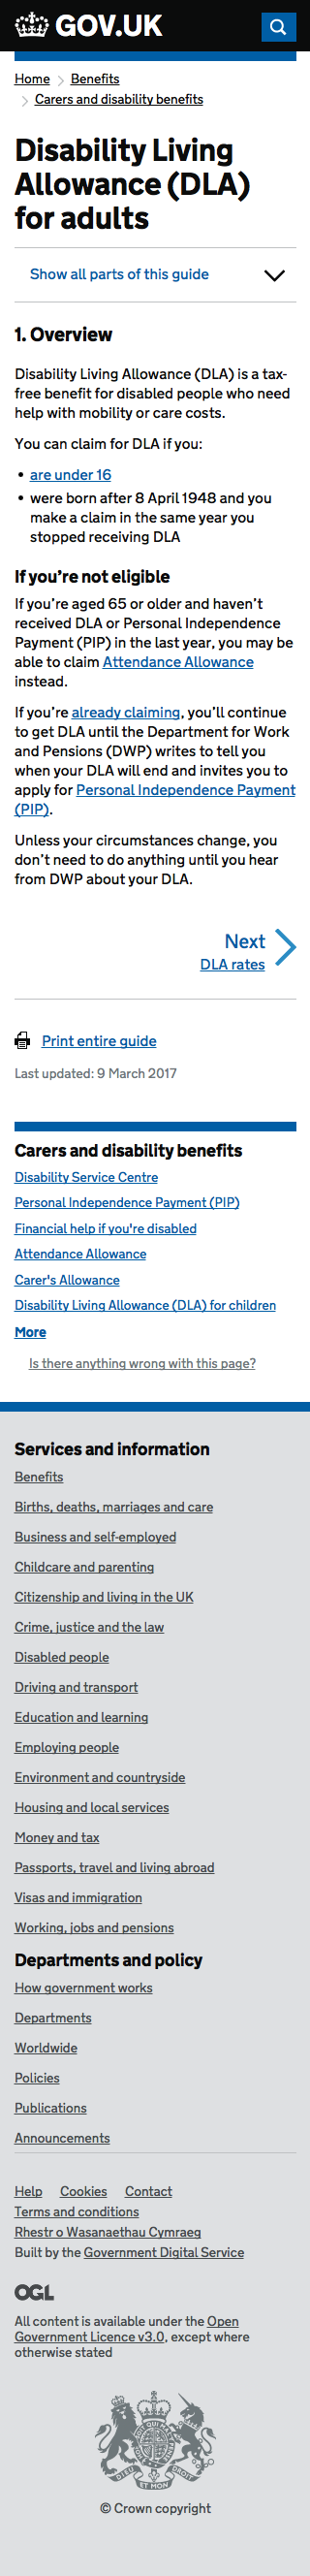 GOV.UK
Home > Benefits
> Carers and disability benefits
Disability Living
Allowance (DLA)
for adults
Show all parts of this guide
1. Overview
Disability Living Allowance (DLA) is a tax-
free benefit for disabled people who need
help with mobility or care costs.
You can claim for DLA if you:
• are under 16
• were born after 8 April 1948 and you
make a claim in the same year you
stopped receiving DLA
If you’re not eligible
If you’re aged 65 or older and haven’t
received DLA or Personal Independence
Payment (PIP) in the last year, you may be
able to claim Attendance Allowance
instead.
If you’re already claiming, you’ll continue
to get DLA until the Department for Work
and Pensions (DWP) writes to tell you
when your DLA will end and invites you to
apply for Personal Independence Payment
(PIP).
Unless your circumstances change, you
don’t need to do anything until you hear
from DWP about your DLA.
Next
DLA rates
Print entire guide
Last updated: 9 March 2017
Carers and disability benefits
Disability Service Centre
Personal Independence Payment (PIP)
Financial help if you're disabled
Attendance Allowance
Carer's Allowance
Disability Living Allowance (DLA) for children
More
Is there anything wrong with this page?
Services and information
Benefits
Births, deaths, marriages and care
Business and self-employed
Childcare and parenting
Citizenship and living in the UK
Crime, justice and the law
Disabled people
Driving and transport
Education and learning
Employing people
Environment and countryside
Housing and local services
Money and tax
Passports, travel and living abroad
Visas and immigration
Working, jobs and pensions
Departments and policy
How government works
Departments
Worldwide
Policies
Publications
Announcements
Help Cookies Contact
Terms and conditions
Rhestr o Wasanaethau Cymraeg
Built by the Government Digital Service
OGL
All content is available under the Open
Government Licence v3.0, except where
otherwise stated
DIEU ET MON
© Crown copyright